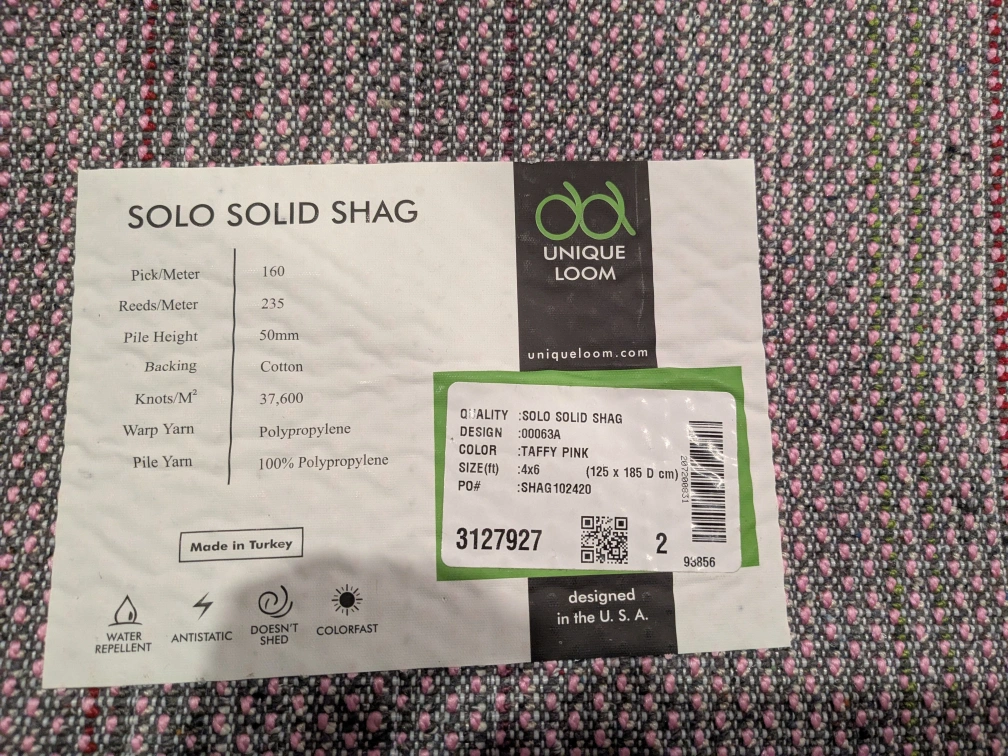 SOLO SOLID SHAG
Pick/Meter 160
Reeds/Meter 235
Pile Height 50mm
Backing Cotton
Knots/M² 37,600
Warp Yarn Polypropylene
Pile Yarn 100% Polypropylene
Made in Turkey
WATER REPELLENT
ANTISTATIC
DOESN'T SHED
COLORFAST
UNIQUE
LOOM
uniqueloom.com
QUALITY :SOLO SOLID SHAG
DESIGN :00063A
COLOR :TAFFY PINK
SIZE(ft) :4x6 (125 x 185 D cm)
PO# :SHAG102420
3127927
2
93856
designed
in the U. S. A.